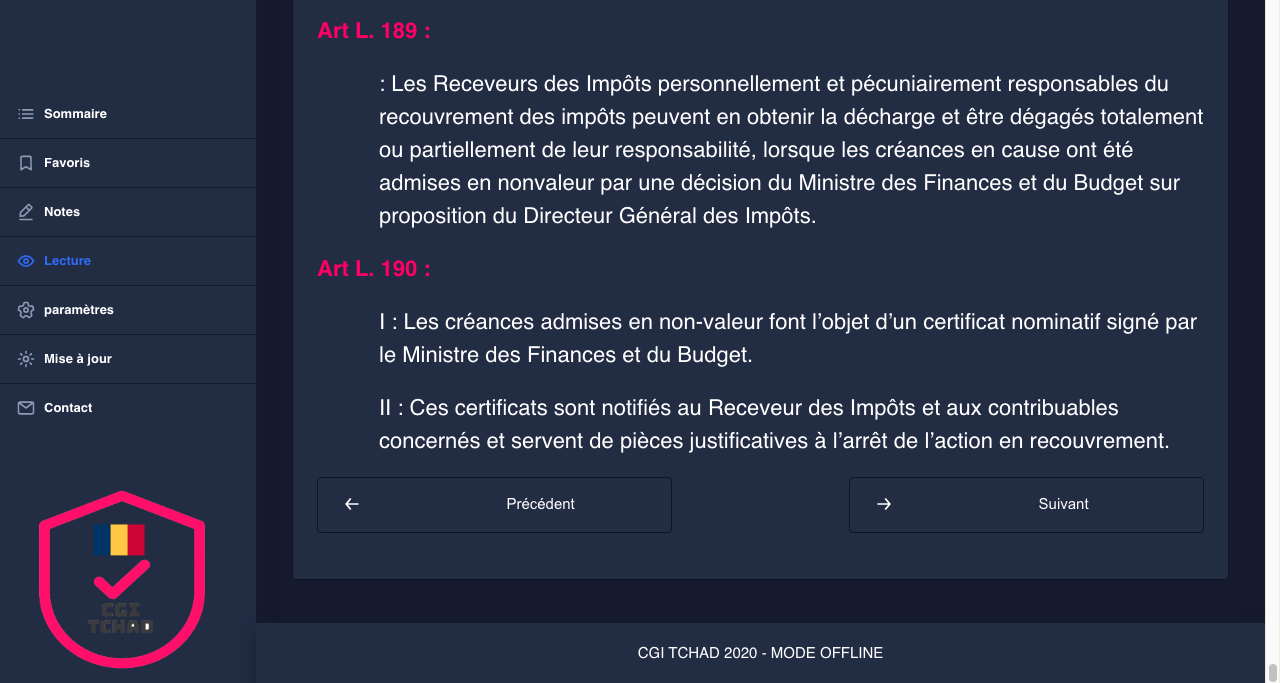 Sommaire
Favoris
Notes
Lecture
paramètres
Mise à jour
Contact
CGI
TCHAD
Art L. 189 :
: Les Receveurs des Impôts personnellement et pécuniairement responsables du
recouvrement des impôts peuvent en obtenir la décharge et être dégagés totalement
ou partiellement de leur responsabilité, lorsque les créances en cause ont été
admises en nonvaleur par une décision du Ministre des Finances et du Budget sur
proposition du Directeur Général des Impôts.
Art L. 190 :
I : Les créances admises en non-valeur font l’objet d’un certificat nominatif signé par
le Ministre des Finances et du Budget.
II : Ces certificats sont notifiés au Receveur des Impôts et aux contribuables
concernés et servent de pièces justificatives à l’arrêt de l’action en recouvrement.
Précédent
Suivant
CGI TCHAD 2020 - MODE OFFLINE